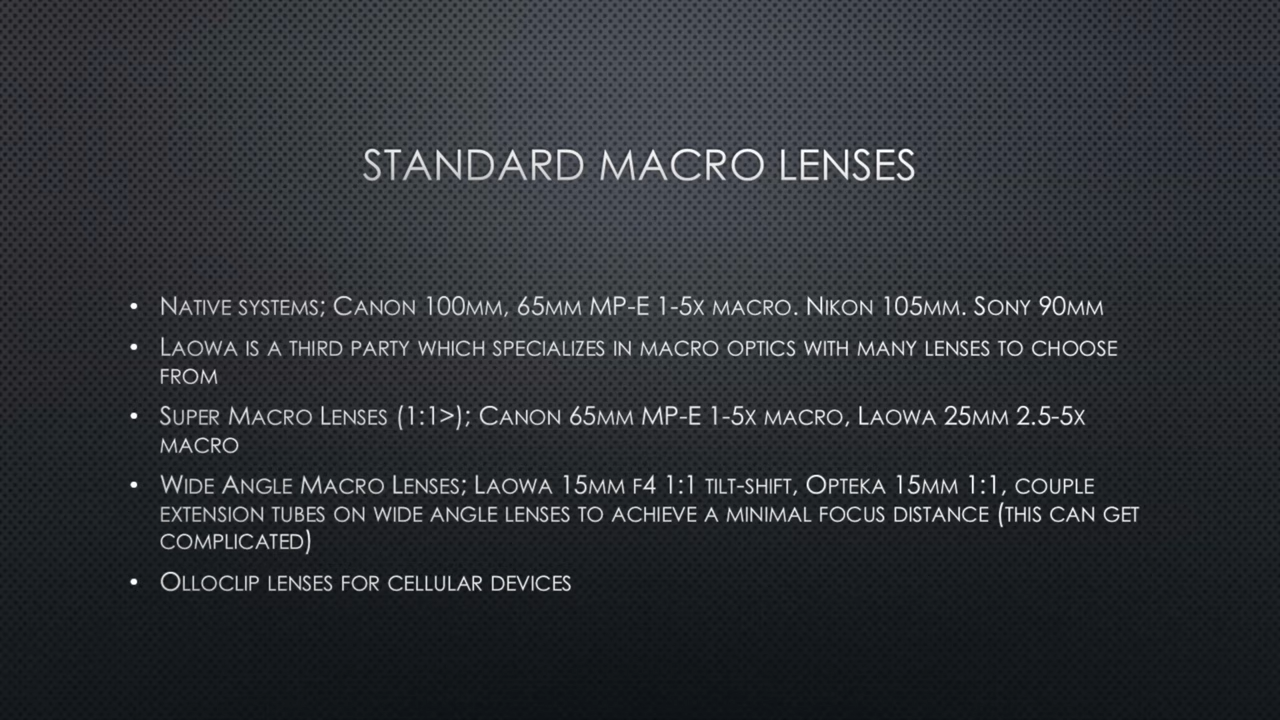 STANDARD MACRO LENSES
• NATIVE SYSTEMS; CANON 100MM, 65MM MP-E 1-5X MACRO. NIKON 105MM. SONY 90MM
• LAOWA IS A THIRD PARTY WHICH SPECIALIZES IN MACRO OPTICS WITH MANY LENSES TO CHOOSE
FROM
• SUPER MACRO LENSES (1:1>); CANON 65MM MP-E 1-5X MACRO, LAOWA 25MM 2.5-5X
MACRO
• WIDE ANGLE MACRO LENSES; LAOWA 15MM F4 1:1 TILT-SHIFT, OPTEKA 15MM 1:1, COUPLE
EXTENSION TUBES ON WIDE ANGLE LENSES TO ACHIEVE A MINIMAL FOCUS DISTANCE (THIS CAN GET
COMPLICATED)
• OLLOCLIP LENSES FOR CELLULAR DEVICES